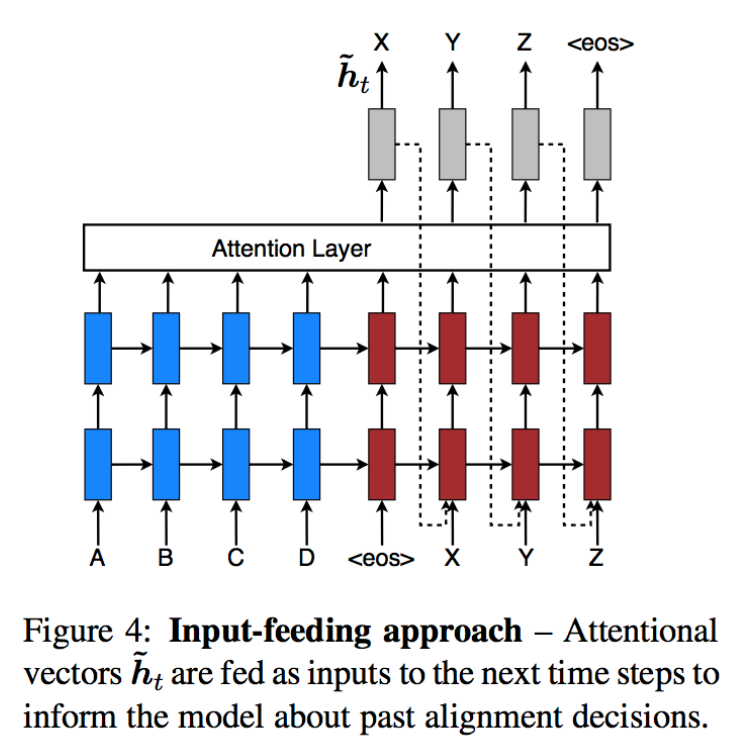 X Y Z <eos>
h̃ₜ
Attention Layer
A B C D <eos> X Y Z
Figure 4: Input-feeding approach – Attentional
vectors h̃ₜ are fed as inputs to the next time steps to
inform the model about past alignment decisions.